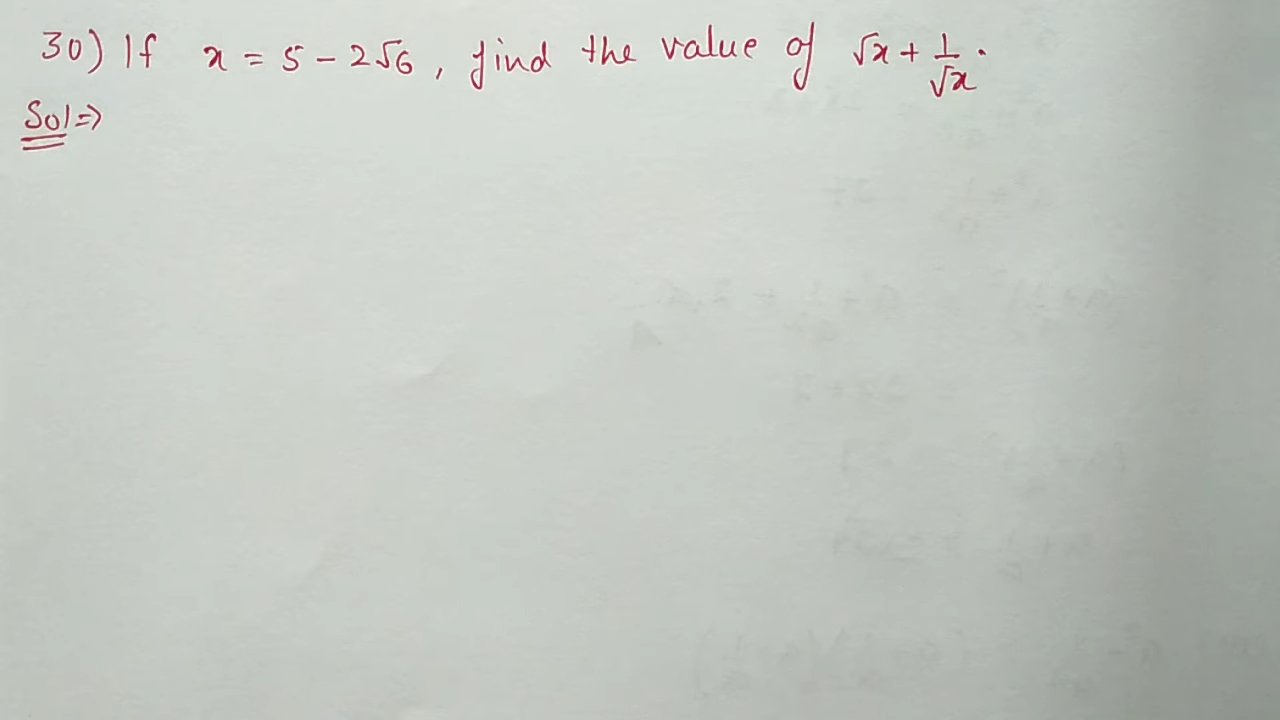 30) If x = 5 - 2√6, find the value of √x + 1/√x.
Sol ⇒